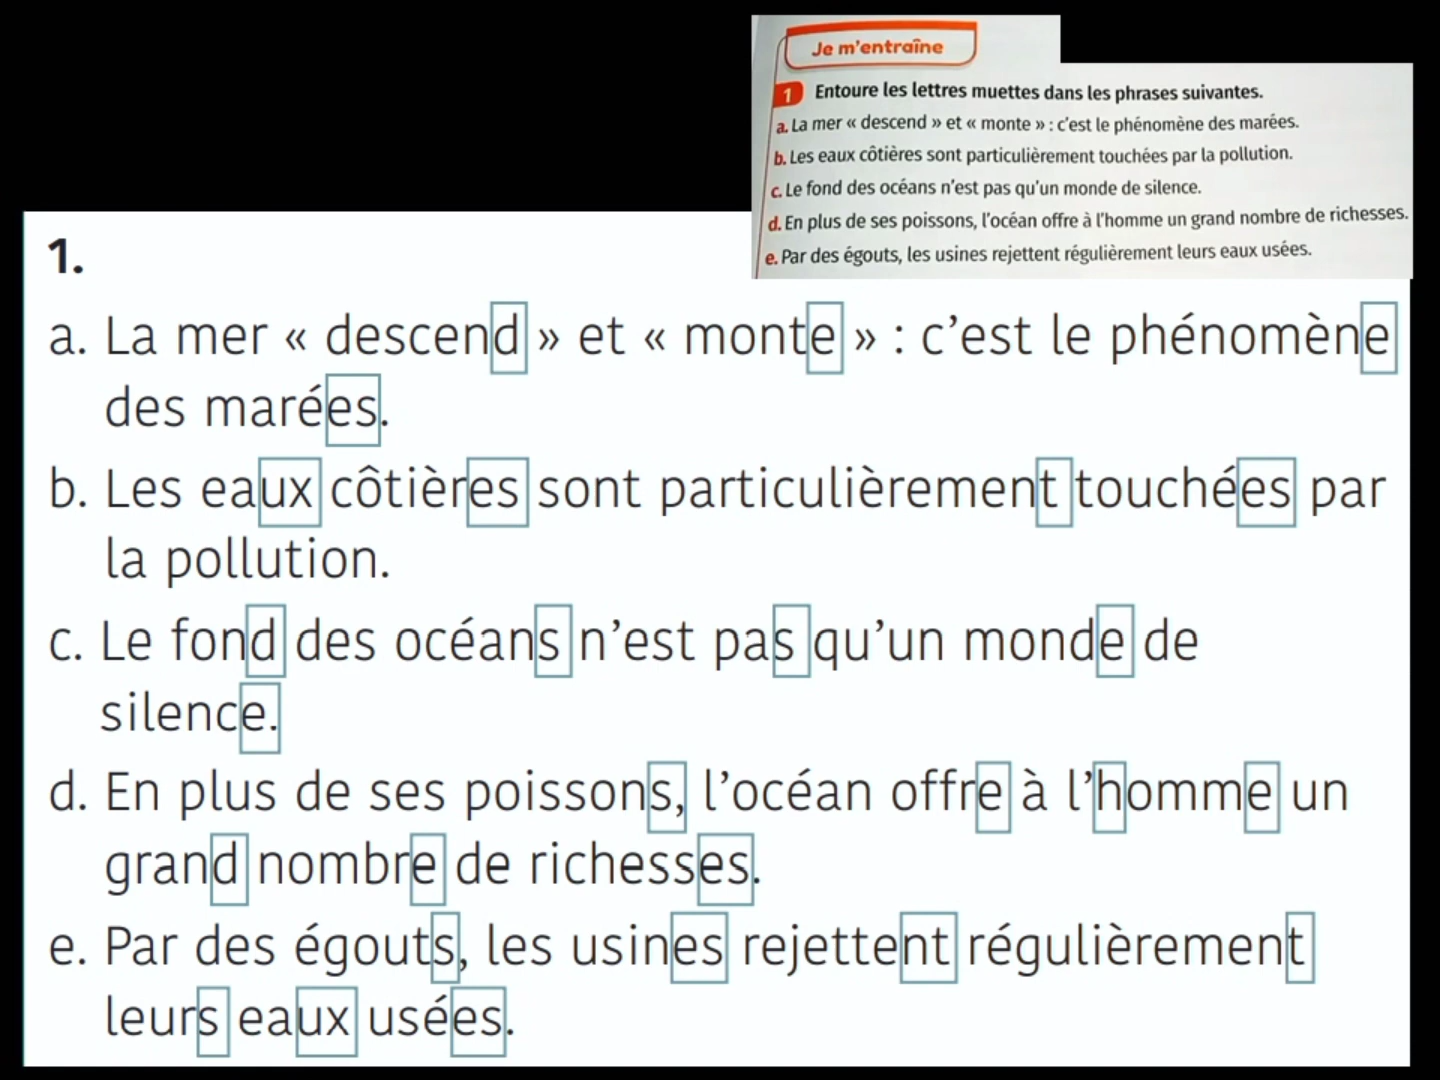 Je m'entraîne
1 Entoure les lettres muettes dans les phrases suivantes.
a. La mer « descend » et « monte » : c'est le phénomène des marées.
b. Les eaux côtières sont particulièrement touchées par la pollution.
c. Le fond des océans n'est pas qu'un monde de silence.
d. En plus de ses poissons, l'océan offre à l'homme un grand nombre de richesses.
e. Par des égouts, les usines rejettent régulièrement leurs eaux usées.
1.
a. La mer « descend » et « monte » : c’est le phénomène
des marées.
b. Les eaux côtières sont particulièrement touchées par
la pollution.
c. Le fond des océans n’est pas qu’un monde de
silence.
d. En plus de ses poissons, l’océan offre à l’homme un
grand nombre de richesses.
e. Par des égouts, les usines rejettent régulièrement
leurs eaux usées.